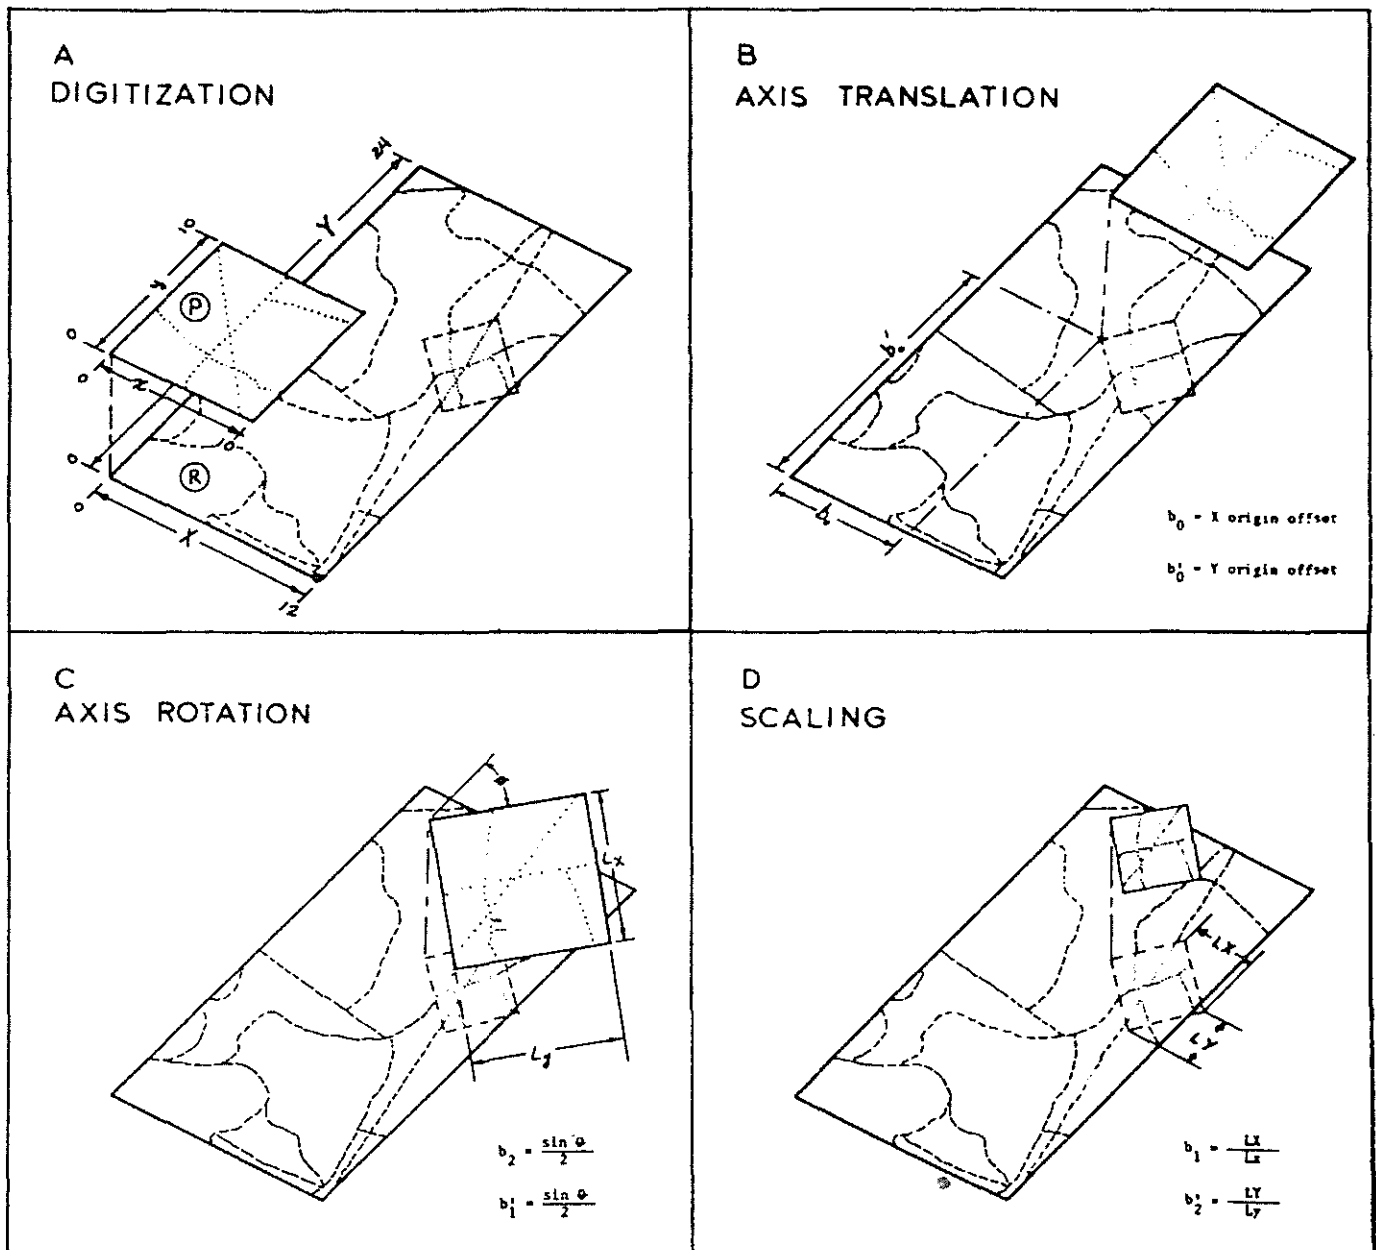 A
DIGITIZATION
24
Y
10
y
P
0
0
x
10
0
R
0
X
12
B
AXIS TRANSLATION
b'₀
b₀ - X origin offset
b'₀ - Y origin offset
C
AXIS ROTATION
θ
Lx
Ly
b₂ = sin θ / 2
b'₁ = sin θ / 2
D
SCALING
LX
LY
b₁ = LX / Lx
b'₂ = LY / Ly